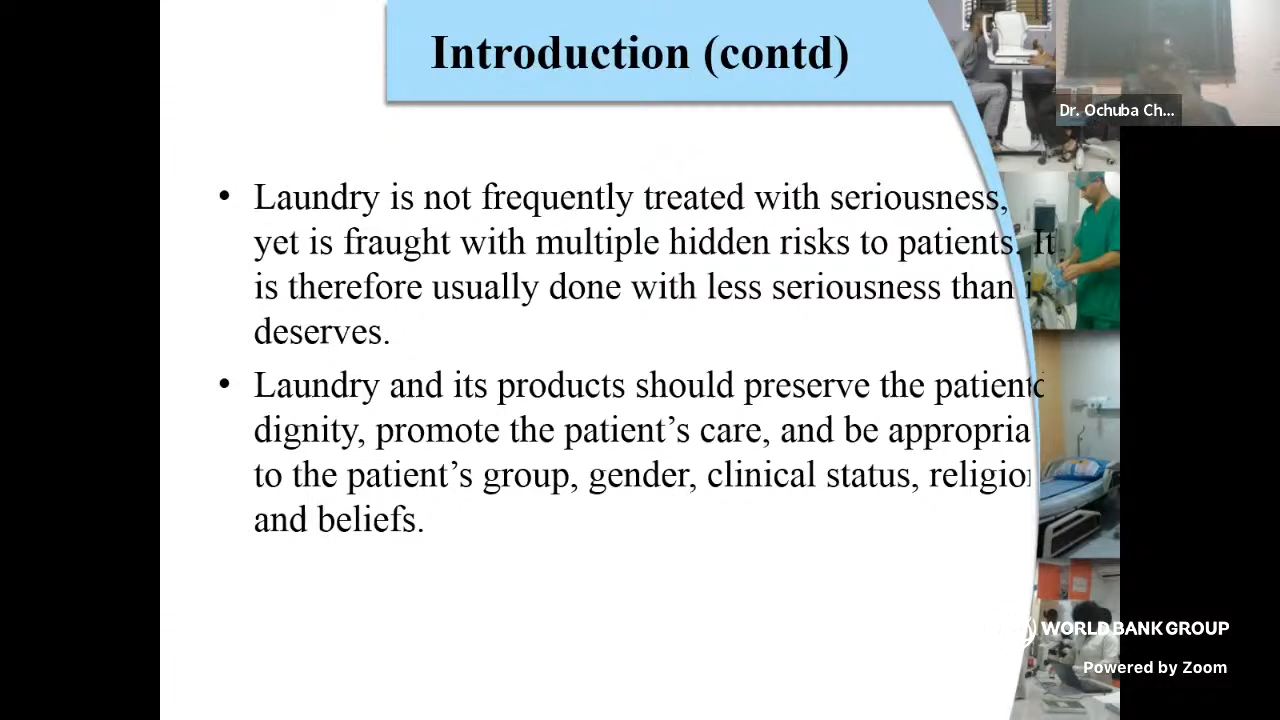 Introduction (contd)
Dr. Ochuba Ch...
• Laundry is not frequently treated with seriousness,
yet is fraught with multiple hidden risks to patients. It
is therefore usually done with less seriousness than
deserves.
• Laundry and its products should preserve the patient
dignity, promote the patient’s care, and be appropria
to the patient’s group, gender, clinical status, religion
and beliefs.
WORLD BANK GROUP
Powered by Zoom